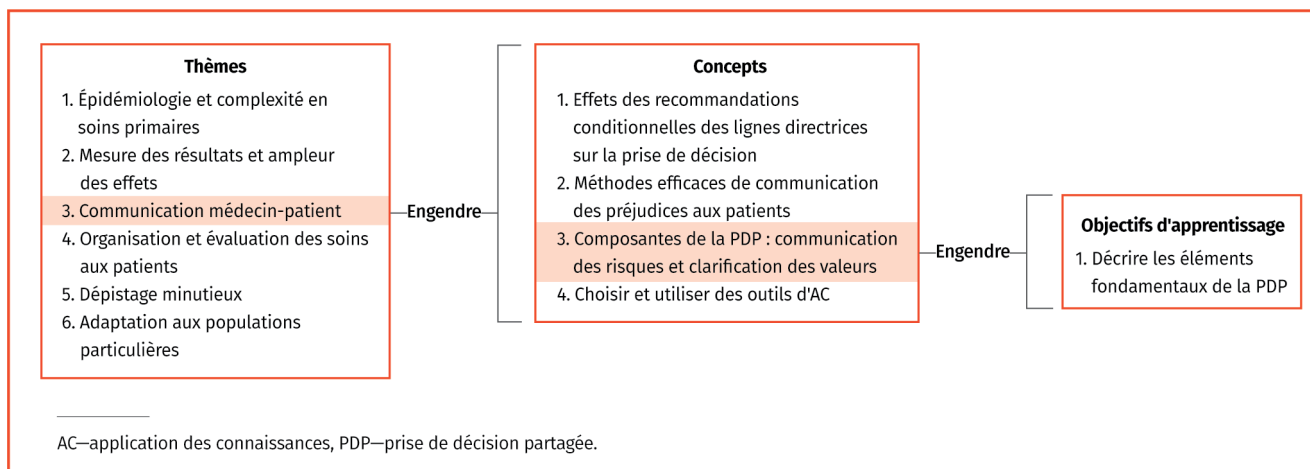 Thèmes
1. Épidémiologie et complexité en
soins primaires
2. Mesure des résultats et ampleur
des effets
3. Communication médecin-patient
4. Organisation et évaluation des soins
aux patients
5. Dépistage minutieux
6. Adaptation aux populations
particulières
Engendre
Concepts
1. Effets des recommandations
conditionnelles des lignes directrices
sur la prise de décision
2. Méthodes efficaces de communication
des préjudices aux patients
3. Composantes de la PDP : communication
des risques et clarification des valeurs
4. Choisir et utiliser des outils d'AC
Engendre
Objectifs d'apprentissage
1. Décrire les éléments
fondamentaux de la PDP
AC—application des connaissances, PDP—prise de décision partagée.